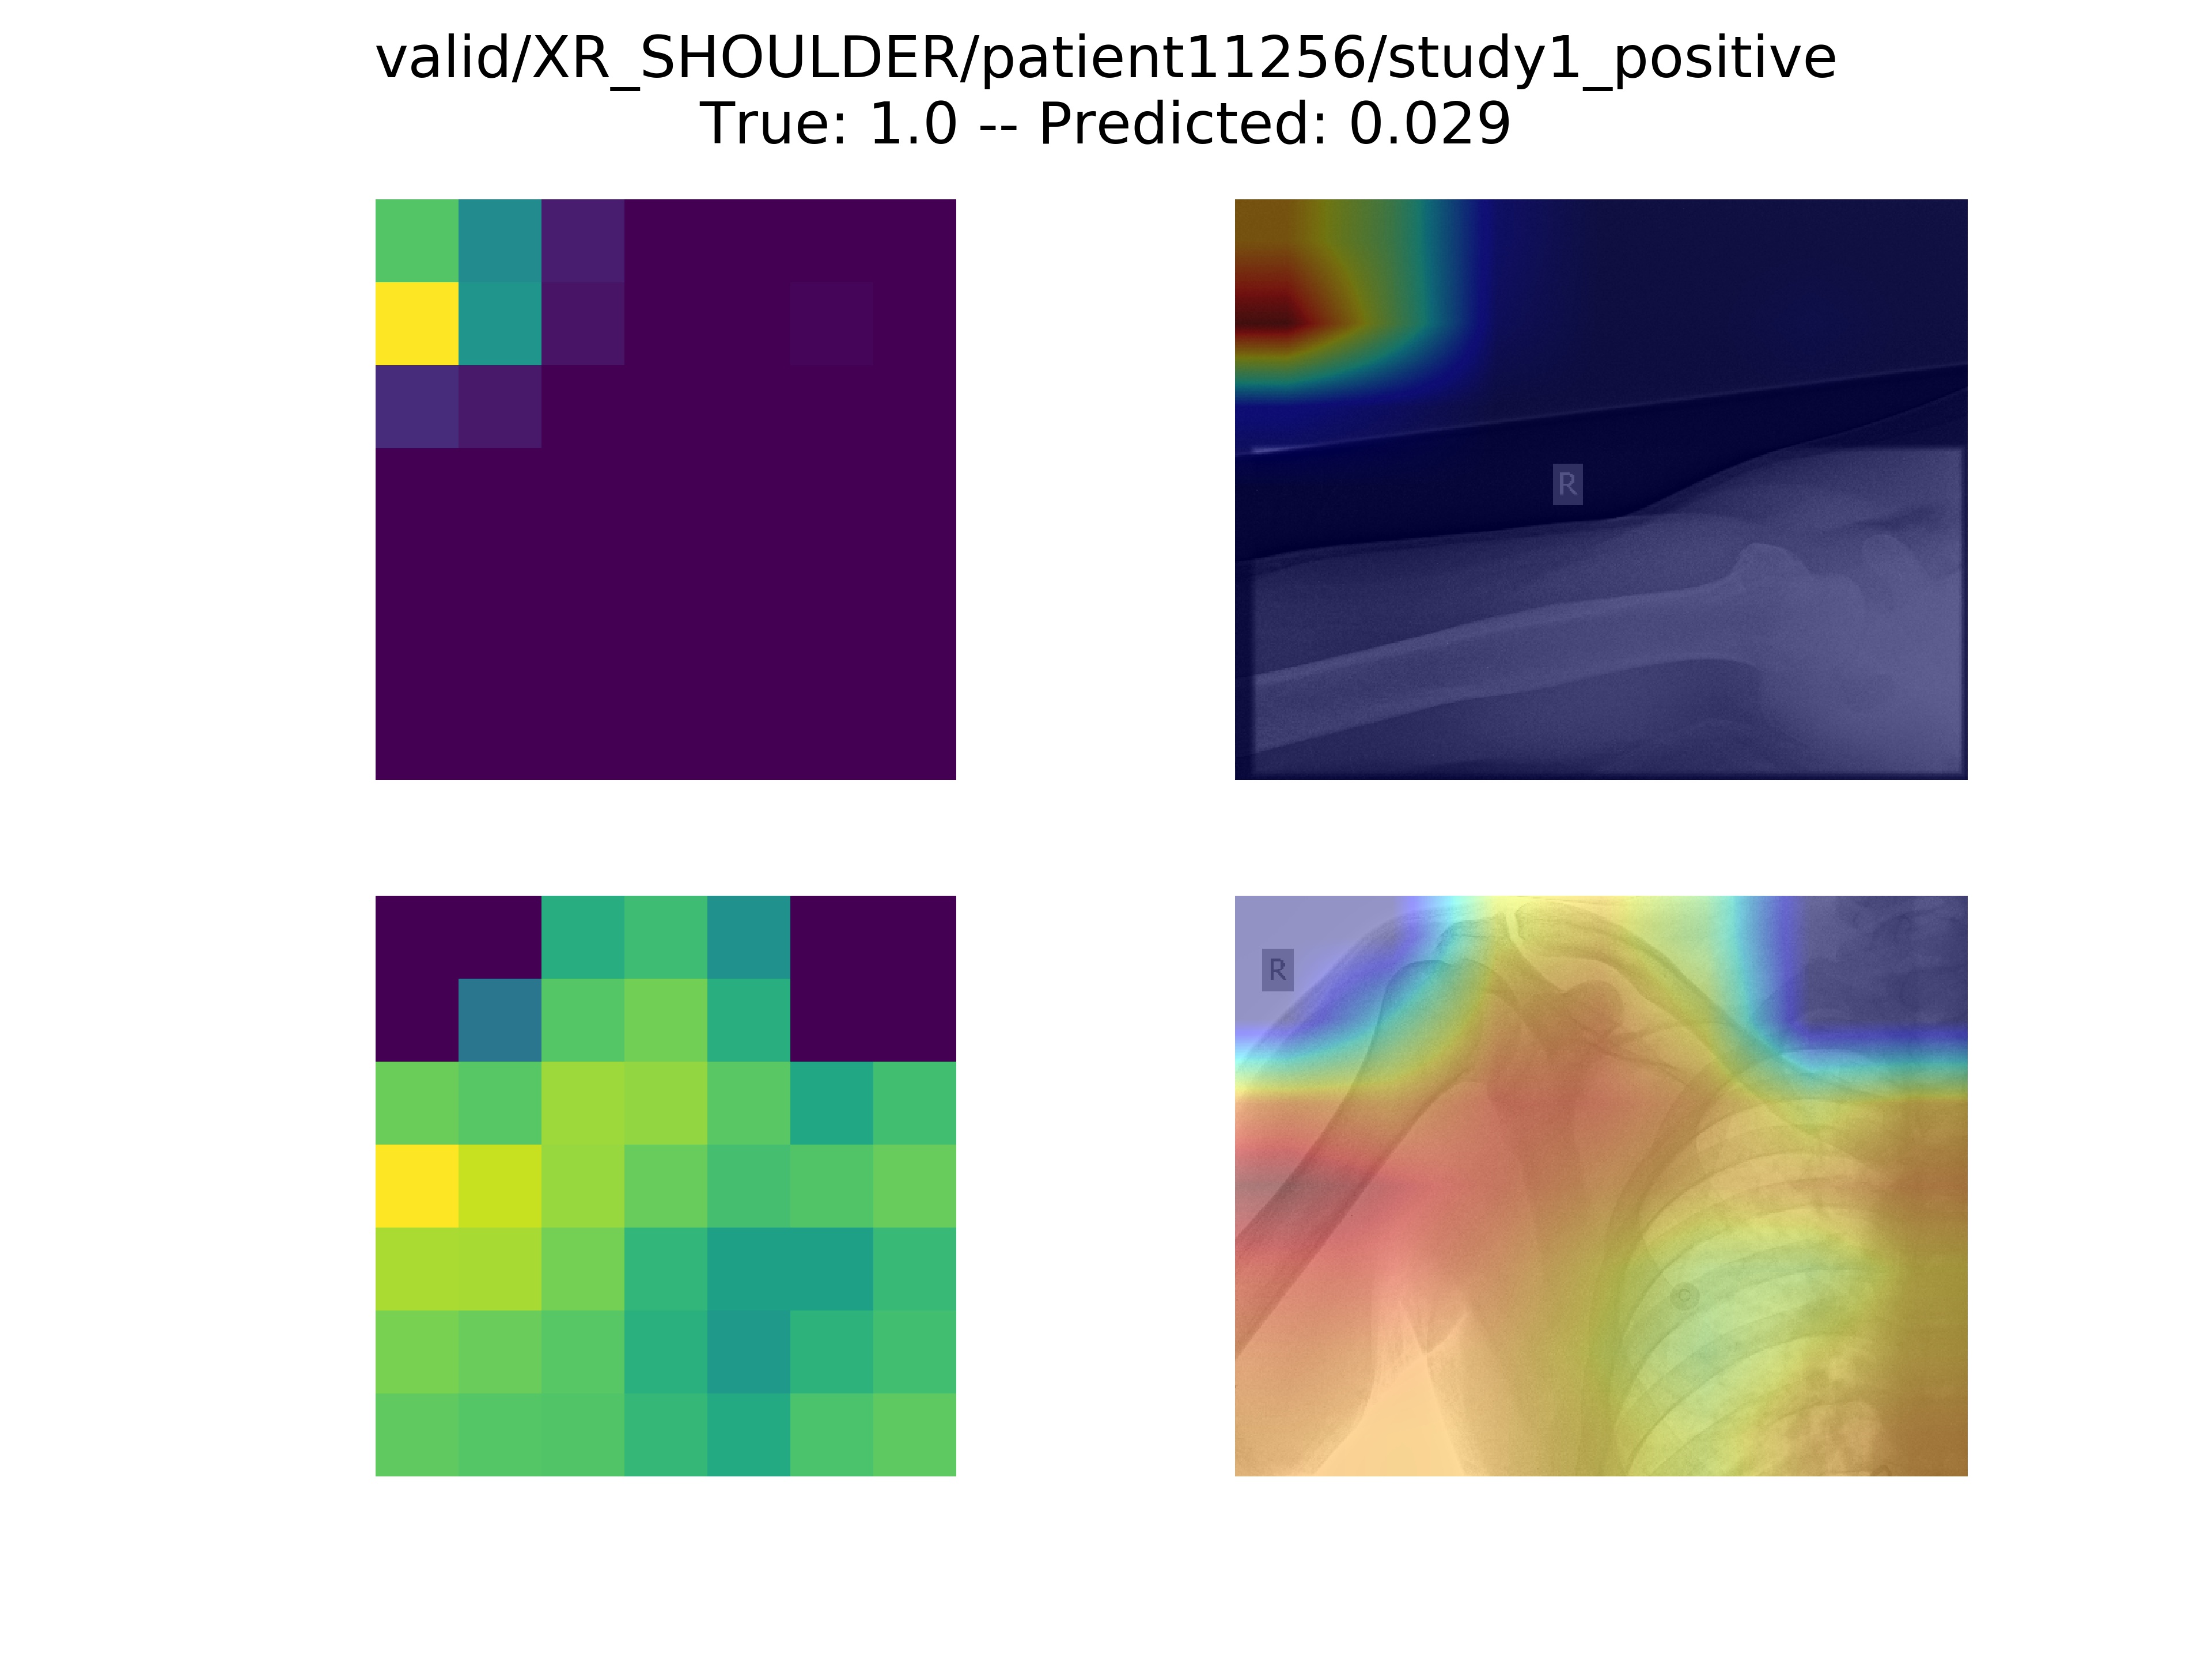 valid/XR_SHOULDER/patient11256/study1_positive
True: 1.0 -- Predicted: 0.029
R
R
©